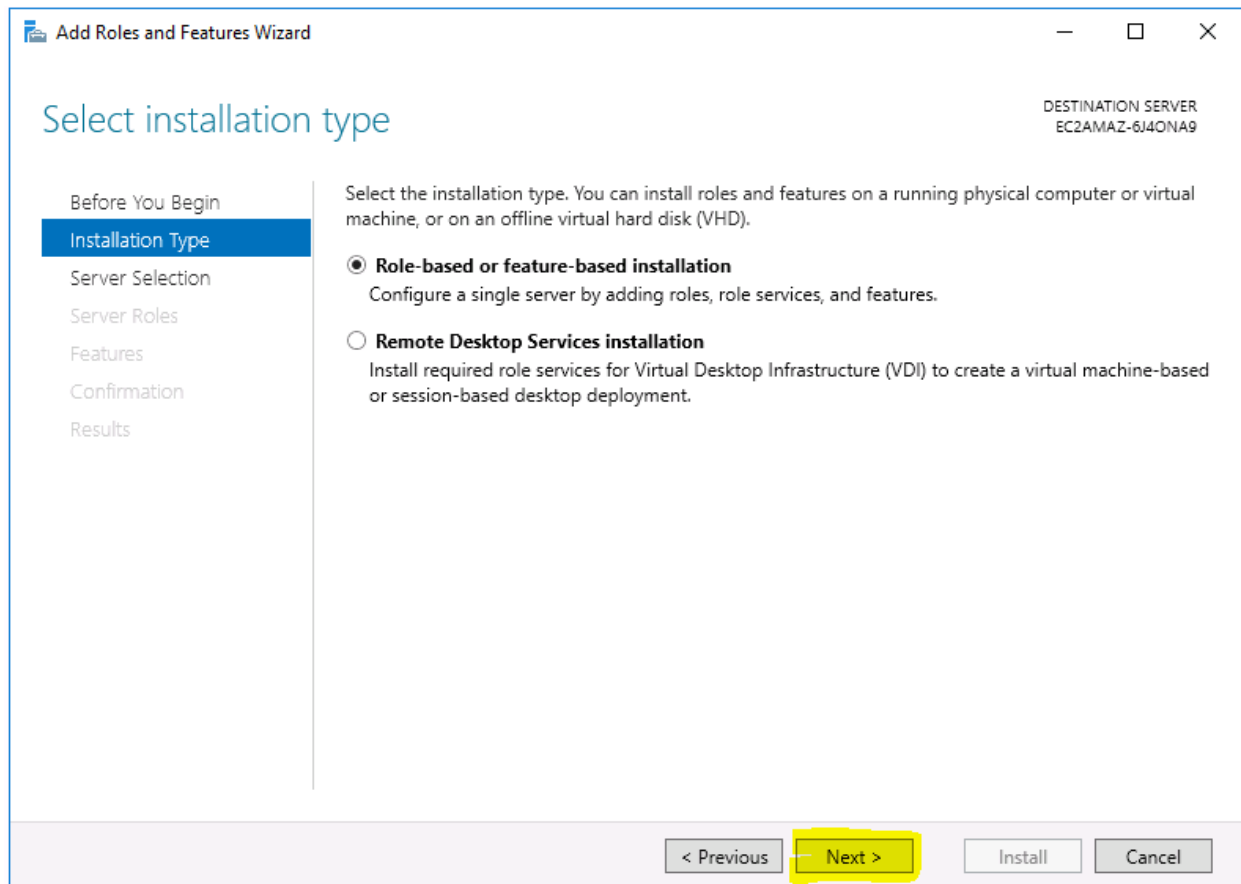 Add Roles and Features Wizard
Select installation type
DESTINATION SERVER
EC2AMAZ-6J4ONA9
Before You Begin
Installation Type
Server Selection
Server Roles
Features
Confirmation
Results
Select the installation type. You can install roles and features on a running physical computer or virtual
machine, or on an offline virtual hard disk (VHD).
Role-based or feature-based installation
Configure a single server by adding roles, role services, and features.
Remote Desktop Services installation
Install required role services for Virtual Desktop Infrastructure (VDI) to create a virtual machine-based
or session-based desktop deployment.
< Previous
Next >
Install
Cancel